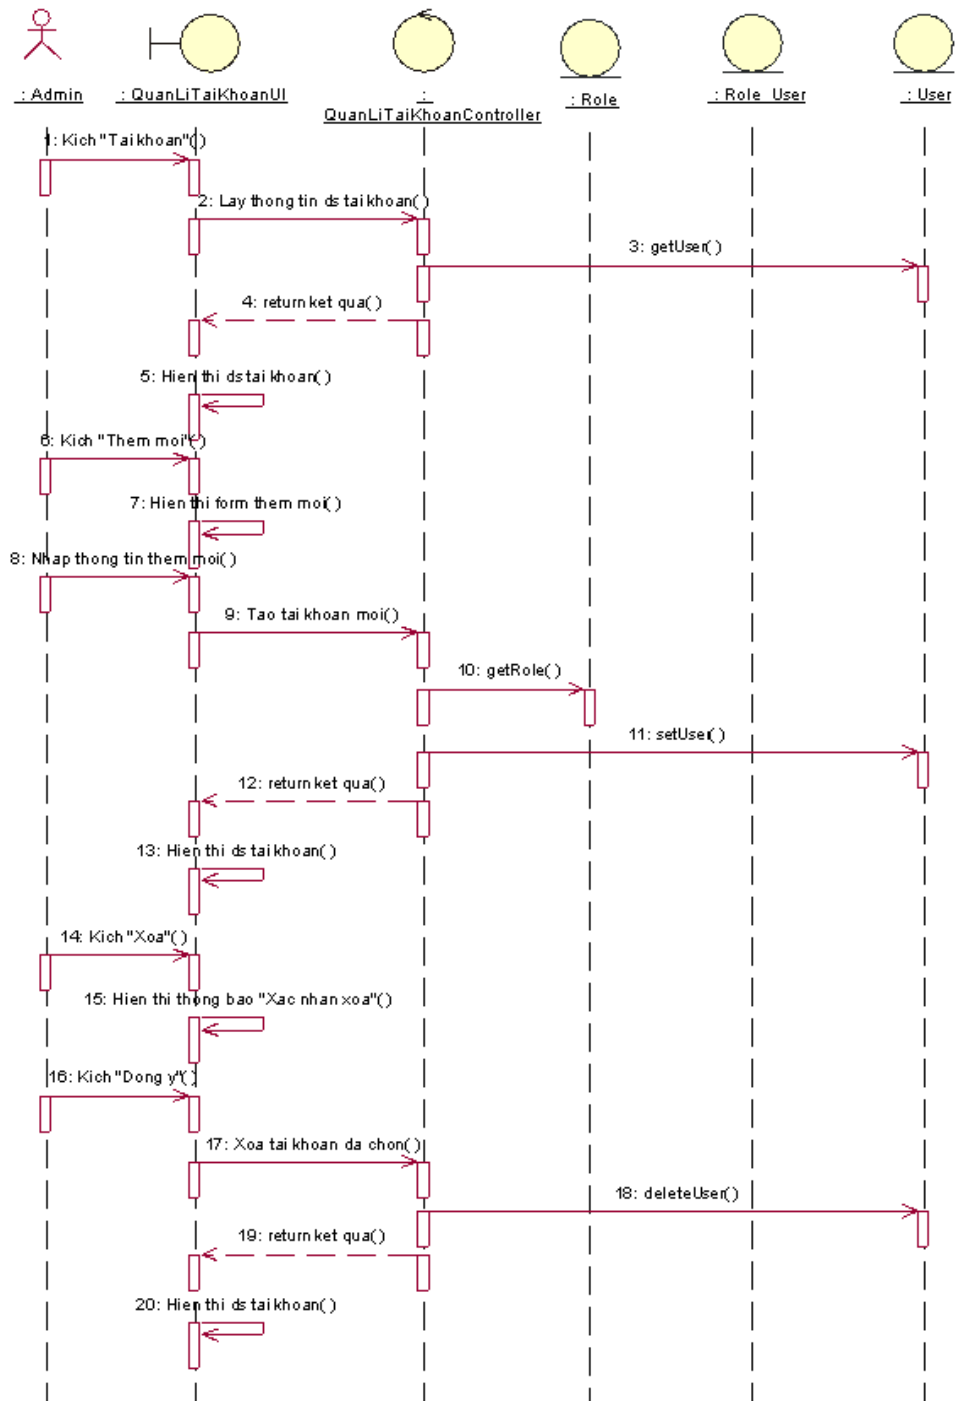 : Admin
: QuanLiTaiKhoanUI
:
QuanLiTaiKhoanController
: Role
: Role_User
: User
1: Kich "Tai khoan"( )
2: Lay thong tin ds tai khoan( )
3: getUser( )
4: return ket qua( )
5: Hien thi ds tai khoan( )
6: Kich "Them moi"( )
7: Hien thi form them moi( )
8: Nhap thong tin them moi( )
9: Tao tai khoan moi( )
10: getRole( )
11: setUser( )
12: return ket qua( )
13: Hien thi ds tai khoan( )
14: Kich "Xoa"( )
15: Hien thi thong bao "Xac nhan xoa"( )
16: Kich "Dong y"( )
17: Xoa tai khoan da chon( )
18: deleteUser( )
19: return ket qua( )
20: Hien thi ds tai khoan( )